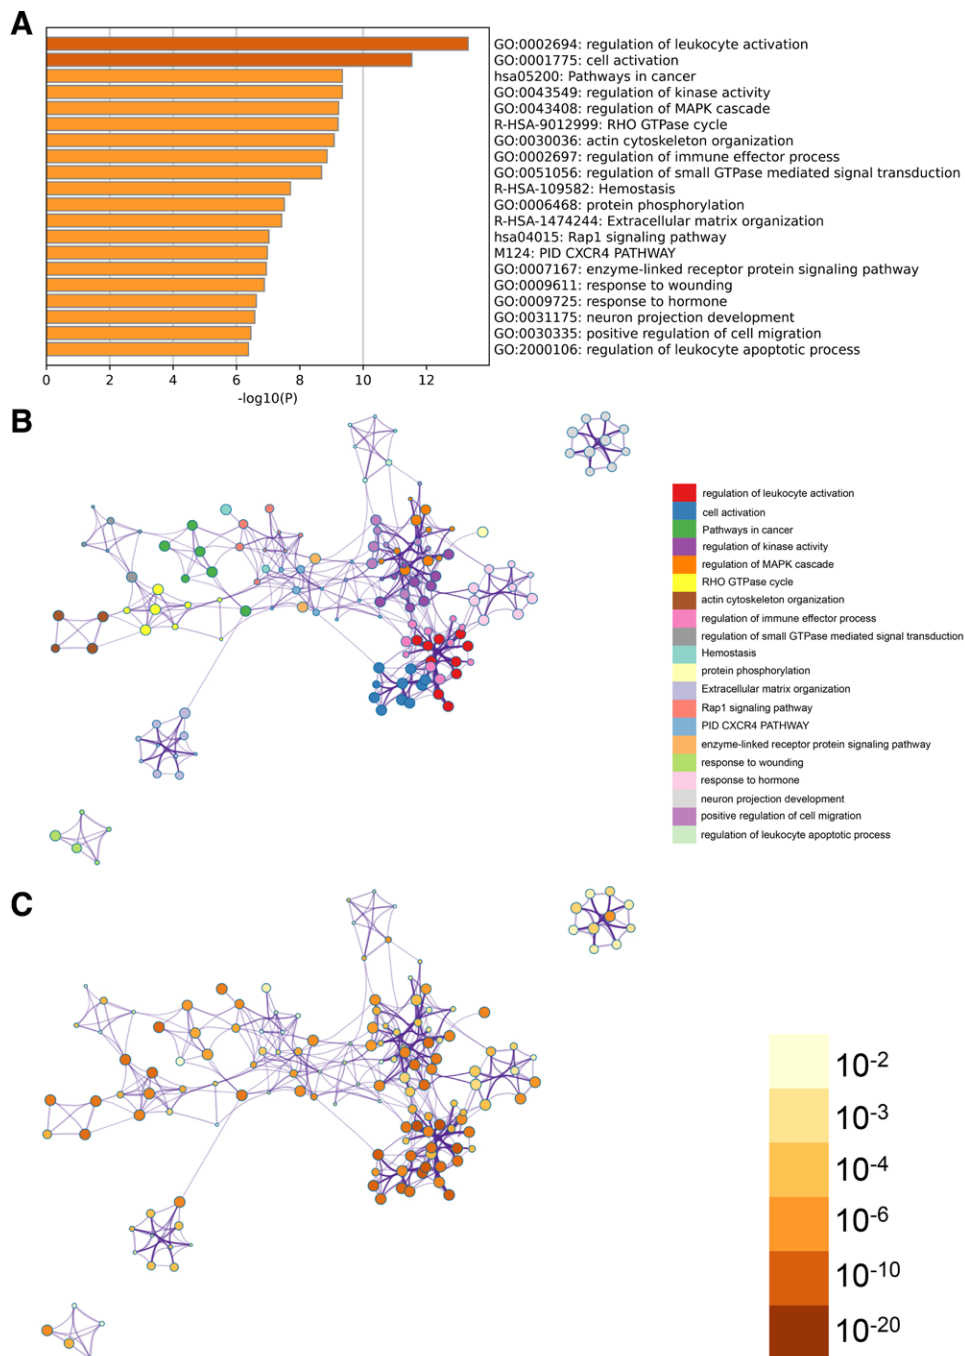 A
GO:0002694: regulation of leukocyte activation
GO:0001775: cell activation
hsa05200: Pathways in cancer
GO:0043549: regulation of kinase activity
GO:0043408: regulation of MAPK cascade
R-HSA-9012999: RHO GTPase cycle
GO:0030036: actin cytoskeleton organization
GO:0002697: regulation of immune effector process
GO:0051056: regulation of small GTPase mediated signal transduction
R-HSA-109582: Hemostasis
GO:0006468: protein phosphorylation
R-HSA-1474244: Extracellular matrix organization
hsa04015: Rap1 signaling pathway
M124: PID CXCR4 PATHWAY
GO:0007167: enzyme-linked receptor protein signaling pathway
GO:0009611: response to wounding
GO:0009725: response to hormone
GO:0031175: neuron projection development
GO:0030335: positive regulation of cell migration
GO:2000106: regulation of leukocyte apoptotic process
0 2 4 6 8 10 12
-log10(P)
B
regulation of leukocyte activation
cell activation
Pathways in cancer
regulation of kinase activity
regulation of MAPK cascade
RHO GTPase cycle
actin cytoskeleton organization
regulation of immune effector process
regulation of small GTPase mediated signal transduction
Hemostasis
protein phosphorylation
Extracellular matrix organization
Rap1 signaling pathway
PID CXCR4 PATHWAY
enzyme-linked receptor protein signaling pathway
response to wounding
response to hormone
neuron projection development
positive regulation of cell migration
regulation of leukocyte apoptotic process
C
10-2
10-3
10-4
10-6
10-10
10-20